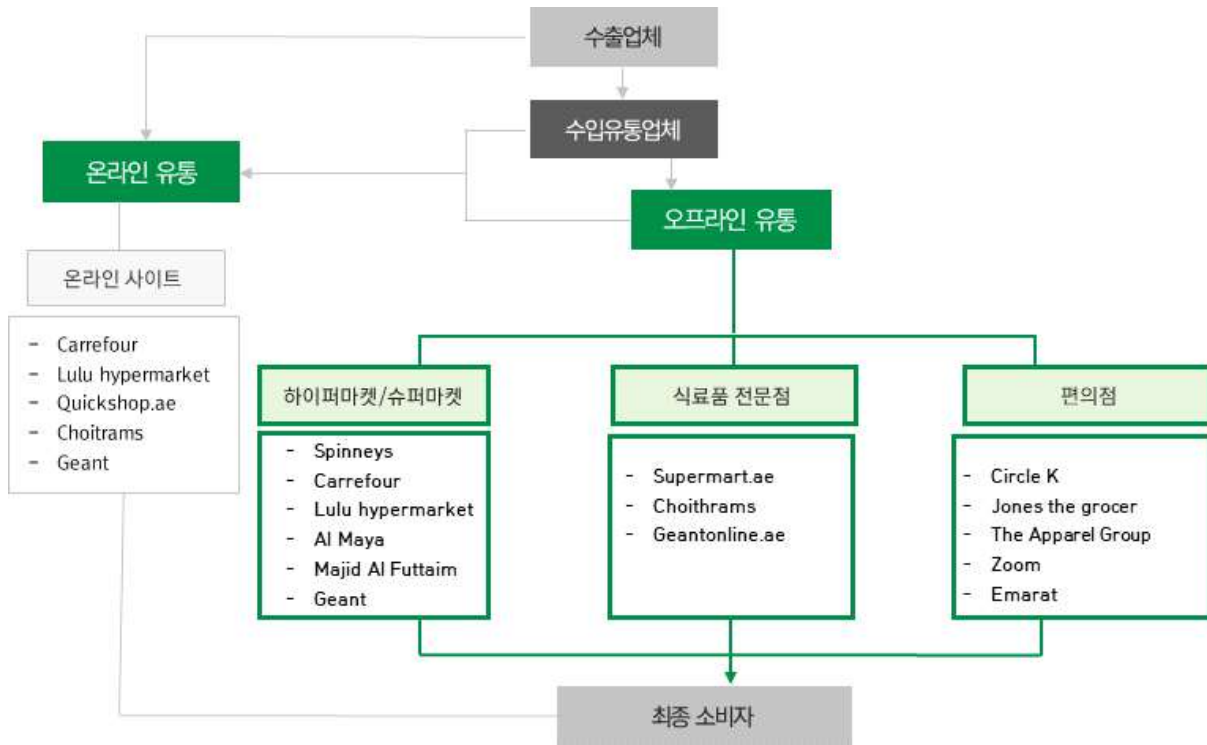 수출업체
수입유통업체
온라인 유통
오프라인 유통
온라인 사이트
- Carrefour
- Lulu hypermarket
- Quickshop.ae
- Choitrams
- Geant
하이퍼마켓/슈퍼마켓
- Spinneys
- Carrefour
- Lulu hypermarket
- Al Maya
- Majid Al Futtaim
- Geant
식료품 전문점
- Supermart.ae
- Choithrams
- Geantonline.ae
편의점
- Circle K
- Jones the grocer
- The Apparel Group
- Zoom
- Emarat
최종 소비자